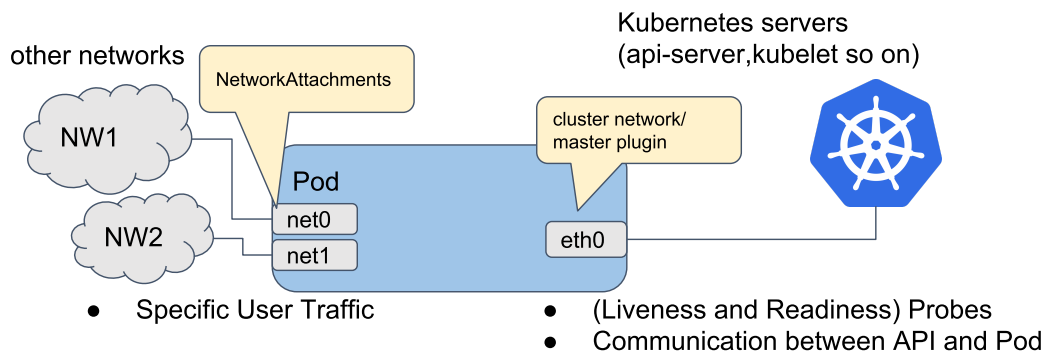 Kubernetes servers
(api-server,kubelet so on)
other networks
NetworkAttachments
cluster network/
master plugin
NW1
Pod
net0
NW2
eth0
net1
● Specific User Traffic
● (Liveness and Readiness) Probes
● Communication between API and Pod